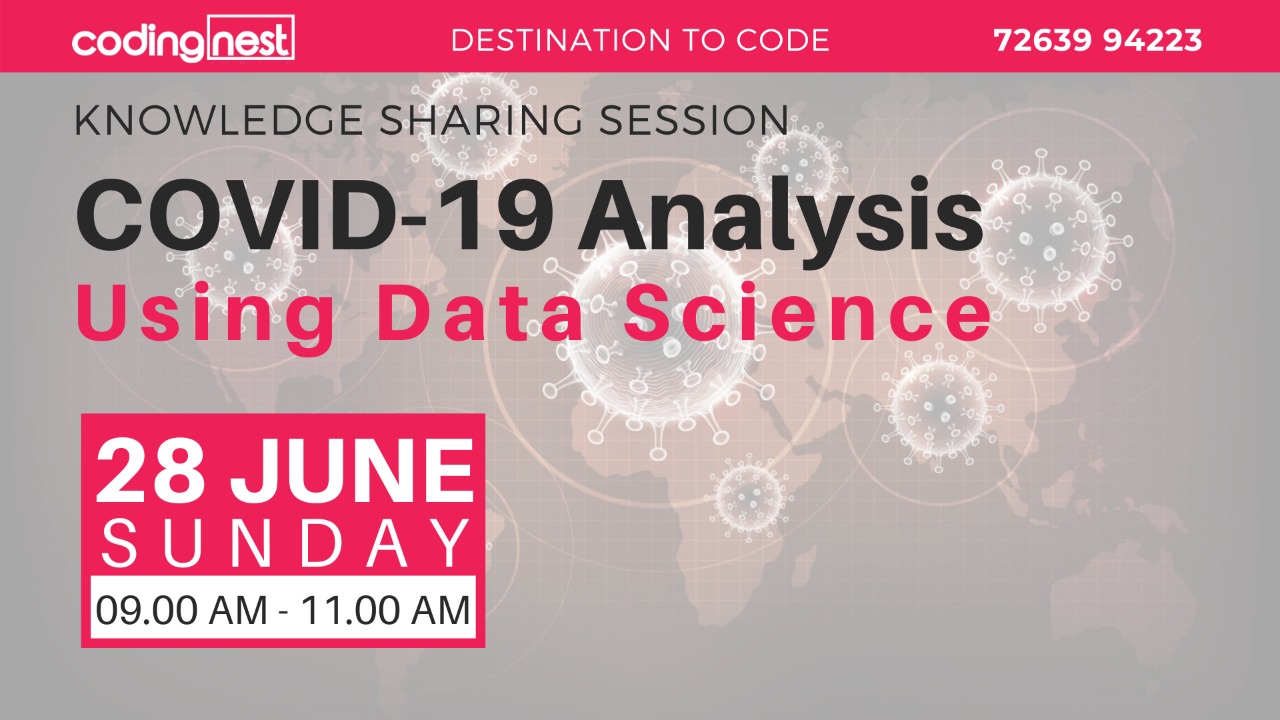 codingnest
DESTINATION TO CODE
72639 94223
KNOWLEDGE SHARING SESSION
COVID-19 Analysis
Using Data Science
28 JUNE
SUNDAY
09.00 AM - 11.00 AM